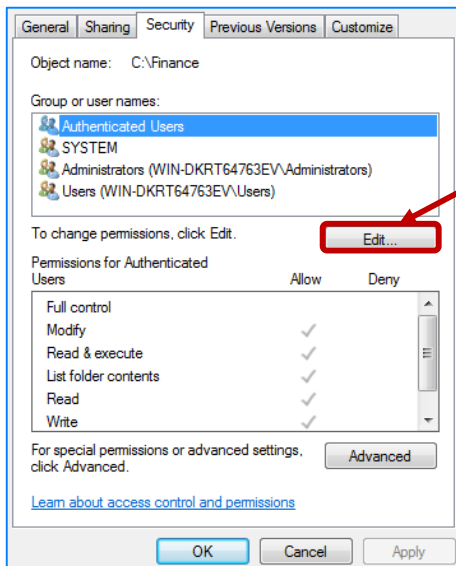 General Sharing Security Previous Versions Customize
Object name: C:\Finance
Group or user names:
Authenticated Users
SYSTEM
Administrators (WIN-DKRT64763EV\Administrators)
Users (WIN-DKRT64763EV\Users)
To change permissions, click Edit. Edit...
Permissions for Authenticated
Users Allow Deny
Full control
Modify
Read & execute
List folder contents
Read
Write
For special permissions or advanced settings,
click Advanced. Advanced
Learn about access control and permissions
OK Cancel Apply